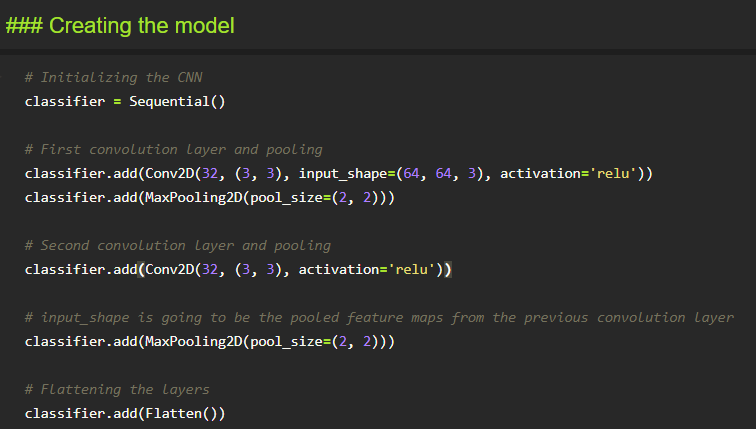 ### Creating the model
# Initializing the CNN
classifier = Sequential()
# First convolution layer and pooling
classifier.add(Conv2D(32, (3, 3), input_shape=(64, 64, 3), activation='relu'))
classifier.add(MaxPooling2D(pool_size=(2, 2)))
# Second convolution layer and pooling
classifier.add(Conv2D(32, (3, 3), activation='relu'))
# input_shape is going to be the pooled feature maps from the previous convolution layer
classifier.add(MaxPooling2D(pool_size=(2, 2)))
# Flattening the layers
classifier.add(Flatten())